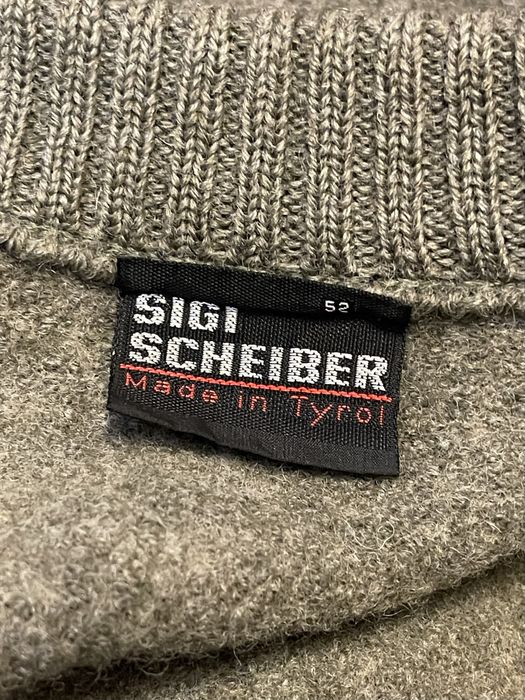 52
SIGI
SCHEIBER
Made in Tyrol